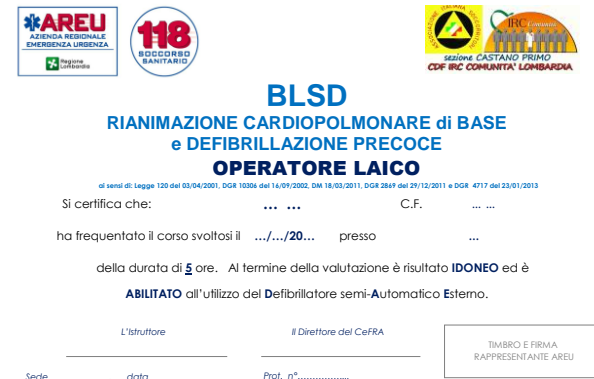 AREU
AZIENDA REGIONALE
EMERGENZA URGENZA
Regione
Lombardia
118
SOCCORSO
SANITARIO
ASSOCIAZIONE ITALIANA SOCCORRITORI
IRC Comunità
sezione CASTANO PRIMO
CDF IRC COMUNITA' LOMBARDIA
BLSD
RIANIMAZIONE CARDIOPOLMONARE di BASE
e DEFIBRILLAZIONE PRECOCE
OPERATORE LAICO
ai sensi di: Legge 120 del 03/04/2001, DGR 10306 del 16/09/2002, DM 18/03/2011, DGR 2869 del 29/12/2011 e DGR 4717 del 23/01/2013
Si certifica che: ... ... C.F. ... ...
ha frequentato il corso svoltosi il .../.../20... presso ...
della durata di 5 ore. Al termine della valutazione è risultato IDONEO ed è
ABILITATO all'utilizzo del Defibrillatore semi-Automatico Esterno.
L'Istruttore Il Direttore del CeFRA
TIMBRO E FIRMA
RAPPRESENTANTE AREU
Sede data Prot. n°................